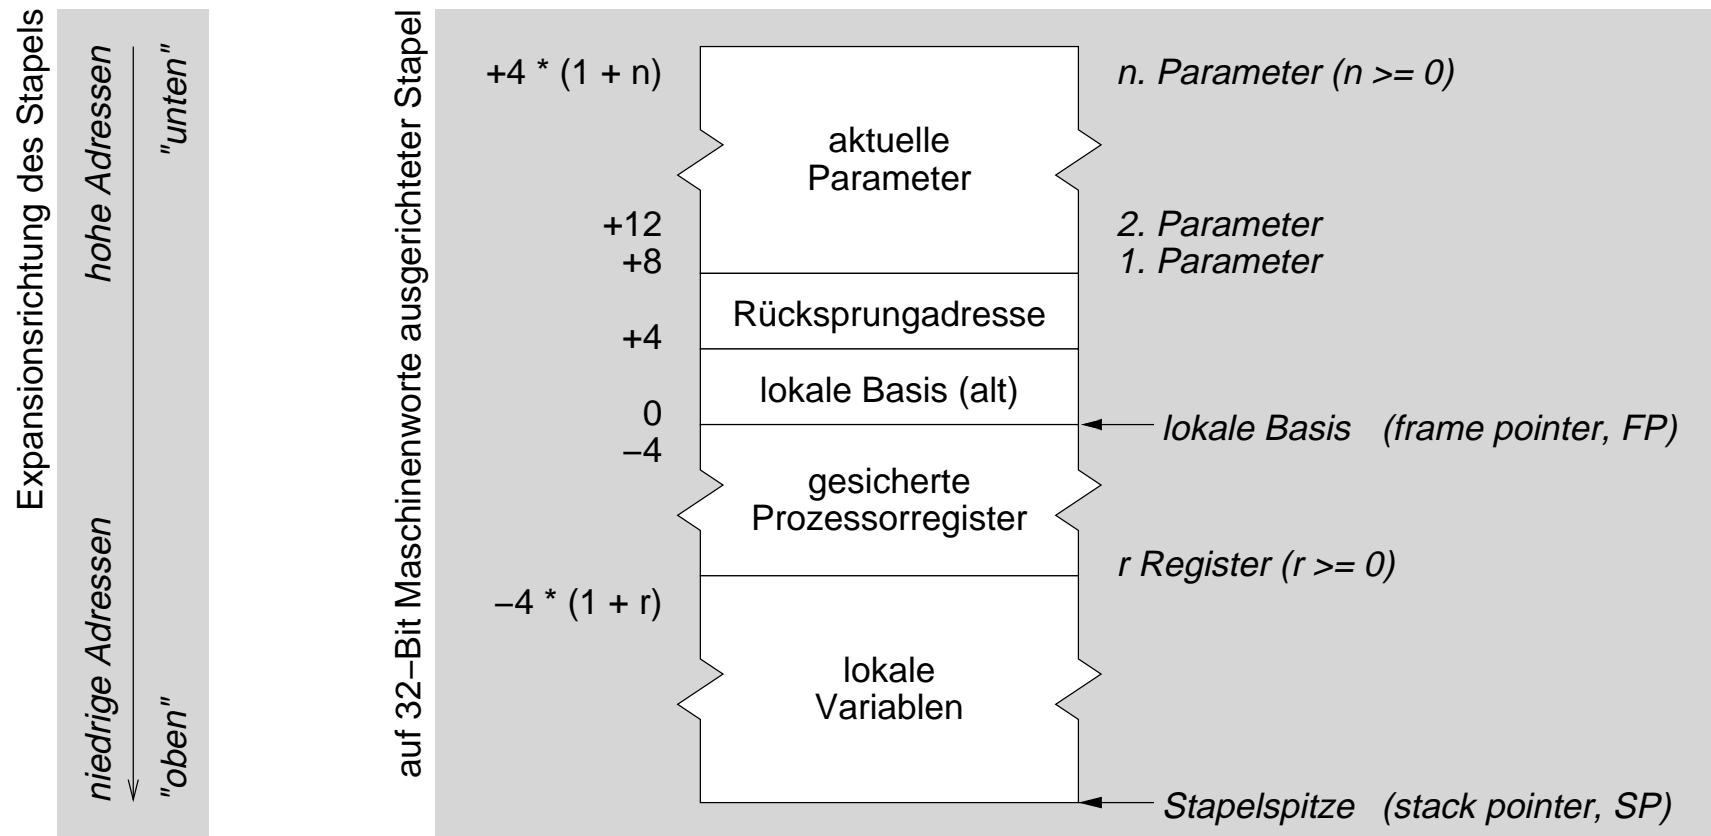 Expansionsrichtung des Stapels
hohe Adressen
niedrige Adressen
"unten"
"oben"
auf 32–Bit Maschinenworte ausgerichteter Stapel
+4 * (1 + n)
n. Parameter (n >= 0)
aktuelle
Parameter
+12
2. Parameter
+8
1. Parameter
Rücksprungadresse
+4
lokale Basis (alt)
0
lokale Basis (frame pointer, FP)
–4
gesicherte
Prozessorregister
r Register (r >= 0)
–4 * (1 + r)
lokale
Variablen
Stapelspitze (stack pointer, SP)